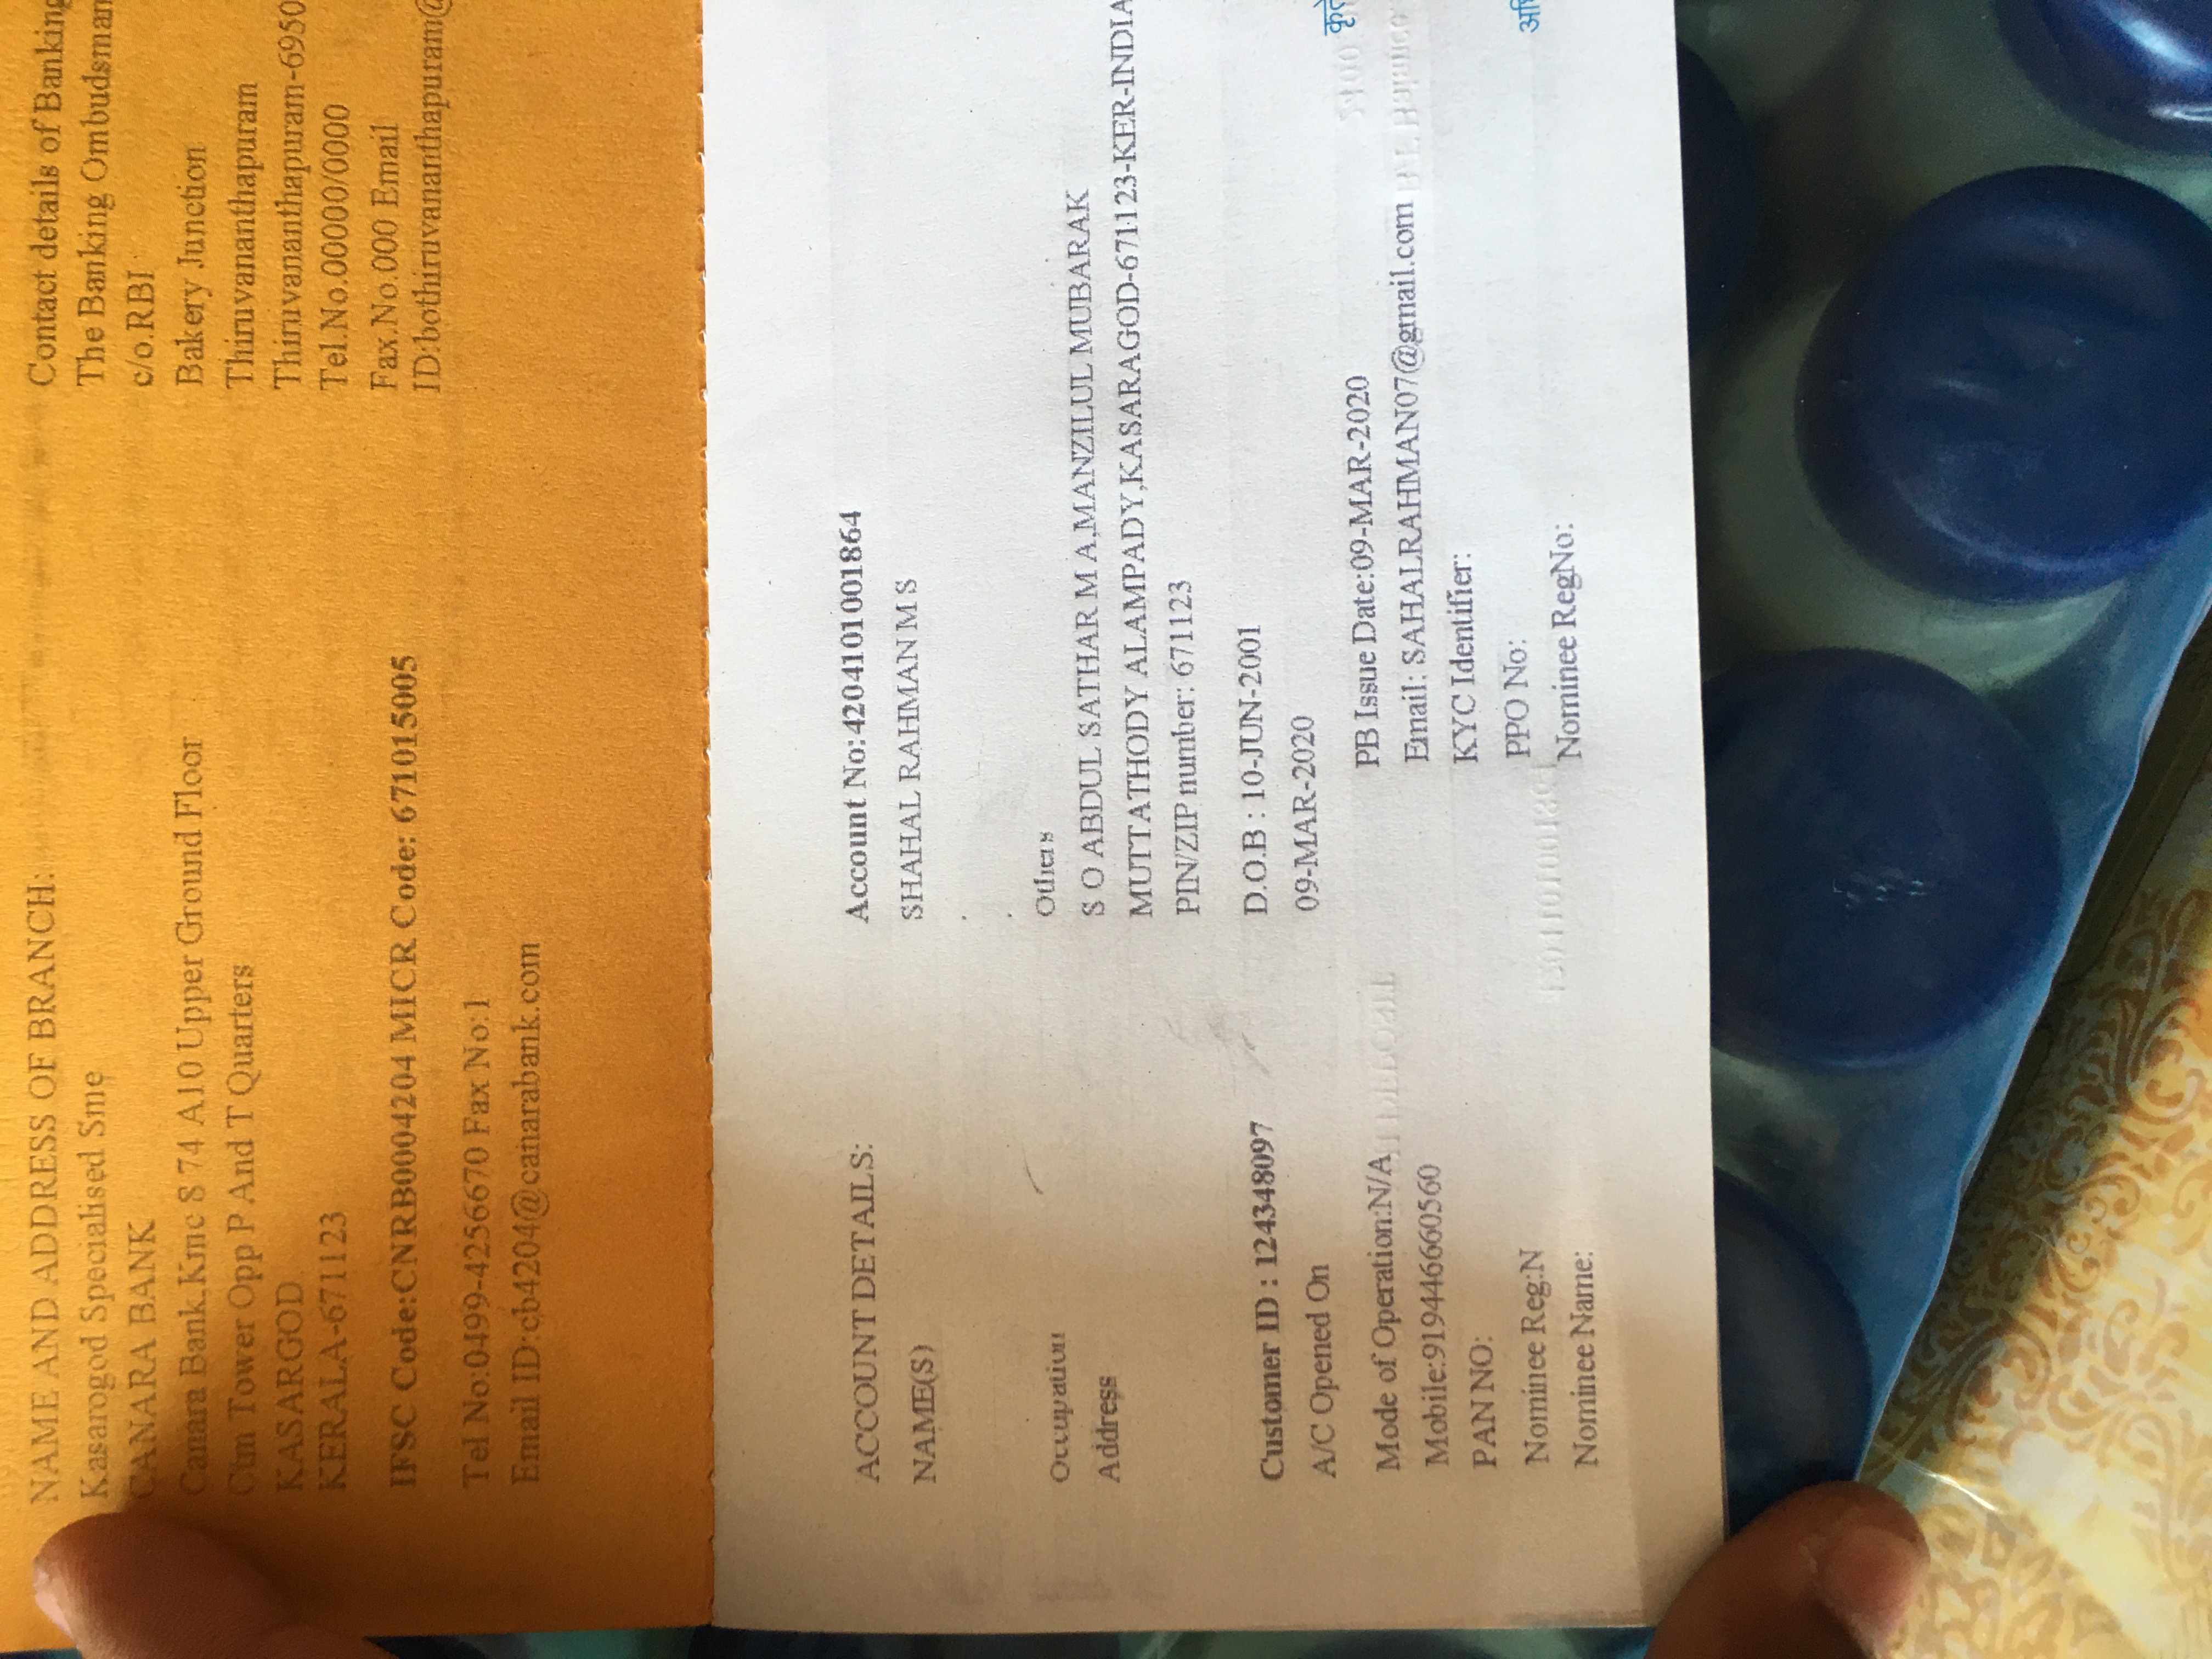 NAME AND ADDRESS OF BRANCH:
Kasarogod Specialised Sme
CANARA BANK
Canara Bank,Kmc 8 74 A10 Upper Ground Floor
Ctm Tower Opp P And T Quarters
KASARGOD
KERALA-671123
IFSC Code:CNRB0004204 MICR Code: 671015005
Tel No:0499-4256670 Fax No:1
Email ID:cb4204@canarabank.com
Contact details of Banking
The Banking Ombudsman
c/o.RBI
Bakery Junction
Thiruvananthapuram
Thiruvananthapuram-6950
Tel.No.00000/0000
Fax.No.000 Email
ID:bothiruvananthapuram@
ACCOUNT DETAILS: Account No:4204101001864
NAME(S) SHAHAL RAHMAN M S
Occupation Others
Address S O ABDUL SATHAR M A,MANZILUL MUBARAK
MUTTATHODY ALAMPADY,KASARAGOD-671123-KER-INDIA
PIN/ZIP number: 671123
Customer ID : 124348097 D.O.B : 10-JUN-2001
A/C Opened On 09-MAR-2020
Mode of Operation:N/A PB Issue Date:09-MAR-2020
Mobile:919446660560 Email: SAHALRAHMAN07@gmail.com
PAN NO: KYC Identifier:
Nominee Reg:N PPO No:
Nominee Name: Nominee RegNo: